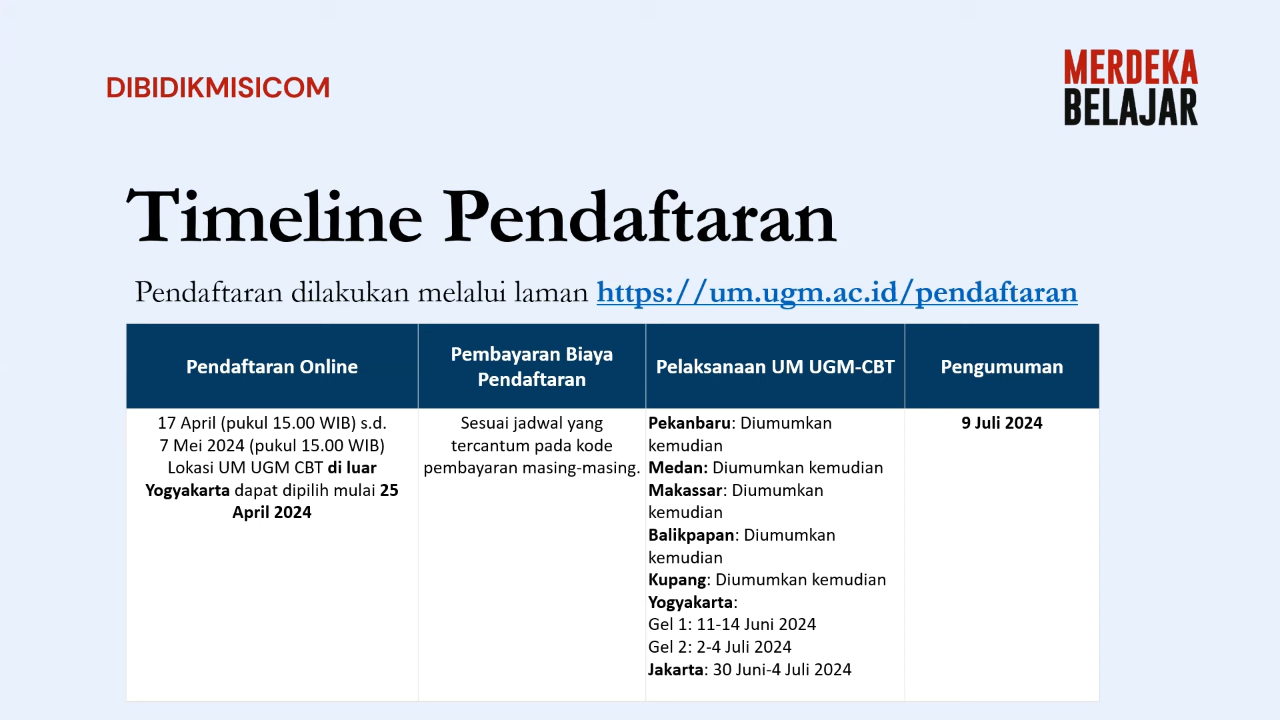 DIBIDIKMISICOM
MERDEKA
BELAJAR
Timeline Pendaftaran
Pendaftaran dilakukan melalui laman https://um.ugm.ac.id/pendaftaran
Pendaftaran Online
Pembayaran Biaya
Pendaftaran
Pelaksanaan UM UGM-CBT
Pengumuman
17 April (pukul 15.00 WIB) s.d.
7 Mei 2024 (pukul 15.00 WIB)
Lokasi UM UGM CBT di luar
Yogyakarta dapat dipilih mulai 25
April 2024
Sesuai jadwal yang
tercantum pada kode
pembayaran masing-masing.
Pekanbaru: Diumumkan
kemudian
Medan: Diumumkan kemudian
Makassar: Diumumkan
kemudian
Balikpapan: Diumumkan
kemudian
Kupang: Diumumkan kemudian
Yogyakarta:
Gel 1: 11-14 Juni 2024
Gel 2: 2-4 Juli 2024
Jakarta: 30 Juni-4 Juli 2024
9 Juli 2024